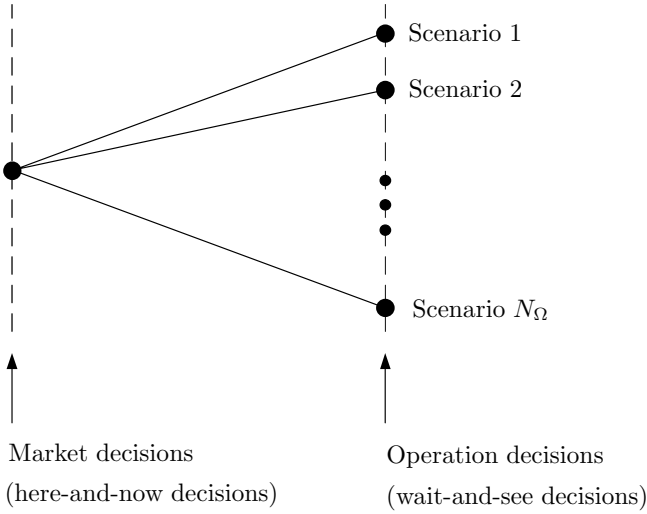 Scenario 1
Scenario 2
Scenario N_Ω
Market decisions
(here-and-now decisions)
Operation decisions
(wait-and-see decisions)